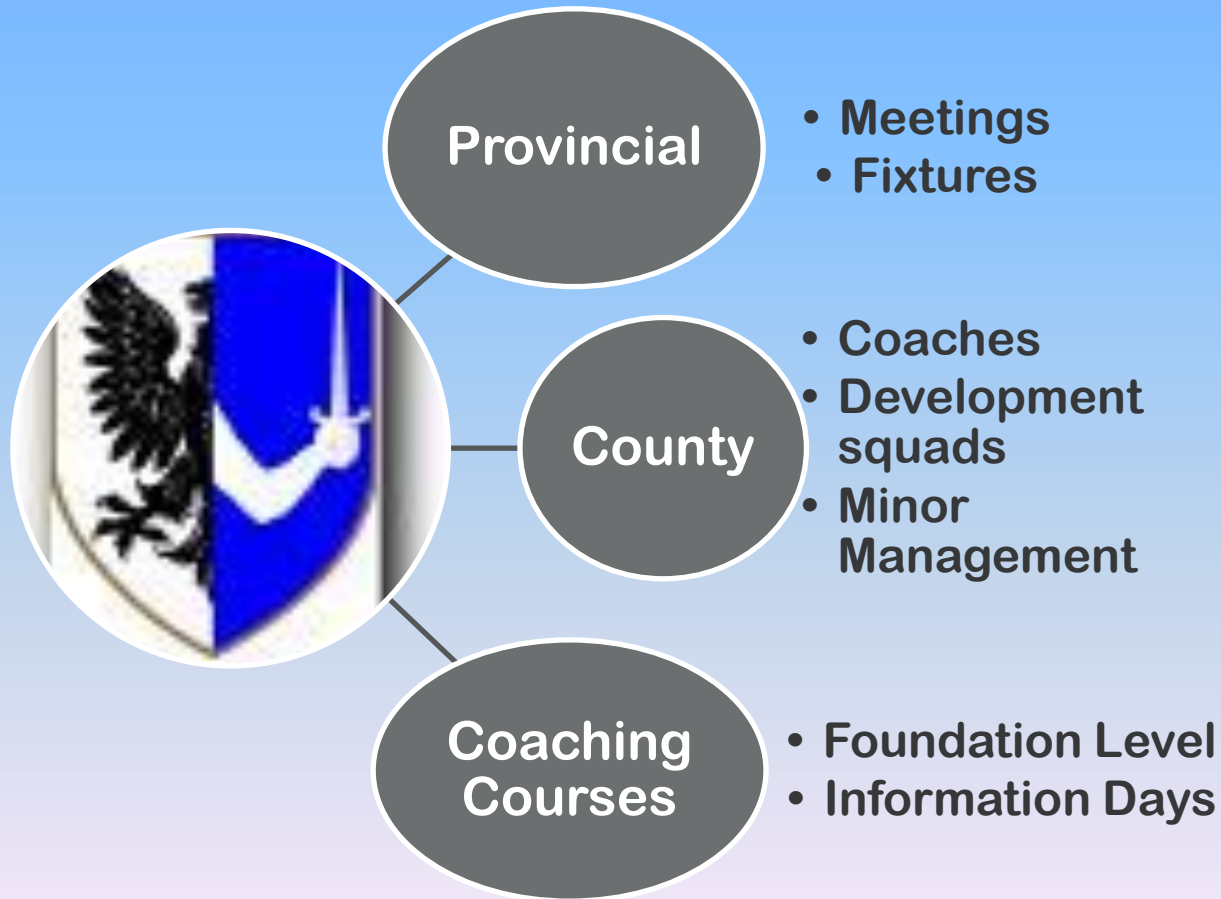 Provincial
• Meetings
• Fixtures
County
• Coaches
• Development
squads
• Minor
Management
Coaching
Courses
• Foundation Level
• Information Days